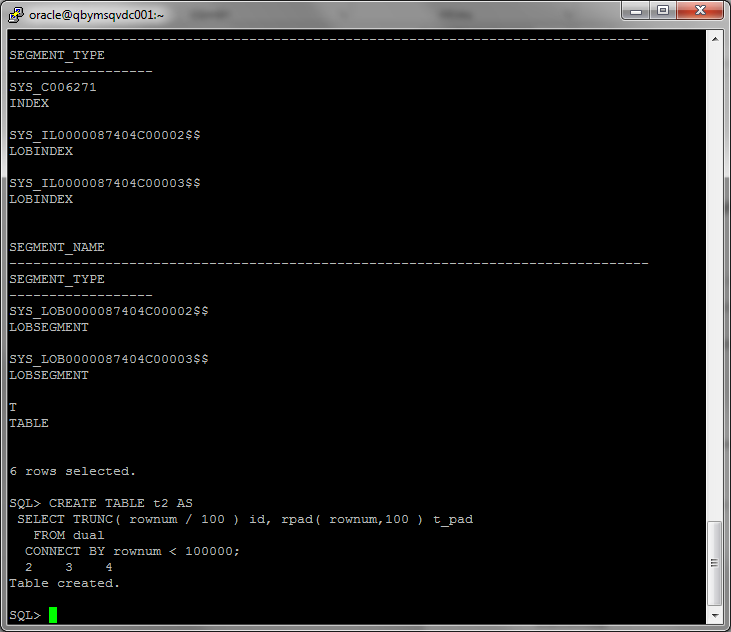 oracle@qbymsqvdc001:~
--------------------------------------------------------------------------------
SEGMENT_TYPE
------------------
SYS_C006271
INDEX
SYS_IL0000087404C00002$$
LOBINDEX
SYS_IL0000087404C00003$$
LOBINDEX
SEGMENT_NAME
--------------------------------------------------------------------------------
SEGMENT_TYPE
------------------
SYS_LOB0000087404C00002$$
LOBSEGMENT
SYS_LOB0000087404C00003$$
LOBSEGMENT
T
TABLE
6 rows selected.
SQL> CREATE TABLE t2 AS
 SELECT TRUNC( rownum / 100 ) id, rpad( rownum,100 ) t_pad
   FROM dual
  CONNECT BY rownum < 100000;
  2    3    4
Table created.
SQL>